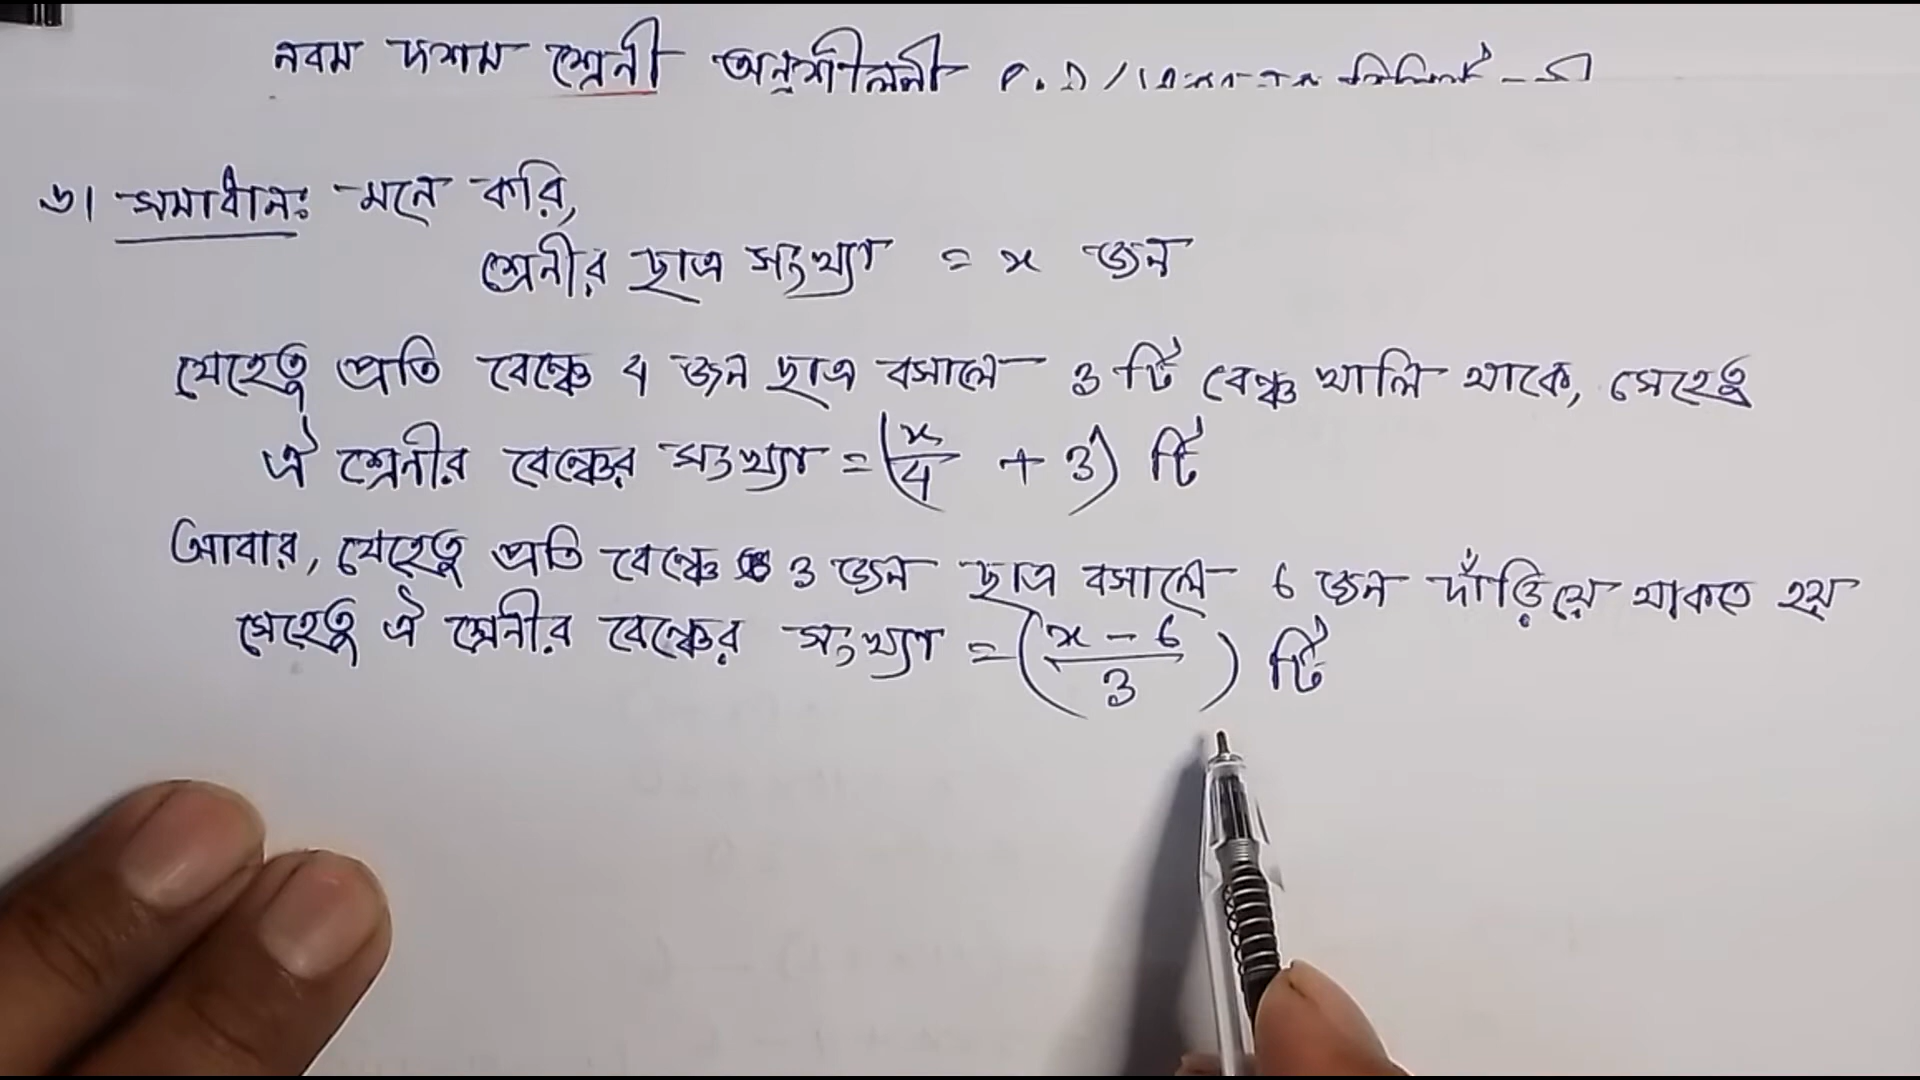 নবম দশম শ্রেনী অনুশীলনী
৬। সমাধানঃ মনে করি,
শ্রেনীর ছাত্র সংখ্যা = x জন
যেহেতু প্রতি বেঞ্চে 4 জন ছাত্র বসালে 3 টি বেঞ্চ খালি থাকে, সেহেতু
ঐ শ্রেনীর বেঞ্চের সংখ্যা = (x/4 + 3) টি
আবার, যেহেতু প্রতি বেঞ্চে 3 জন ছাত্র বসালে 6 জন দাঁড়িয়ে থাকতে হয়
সেহেতু ঐ শ্রেনীর বেঞ্চের সংখ্যা = (x - 6/3) টি